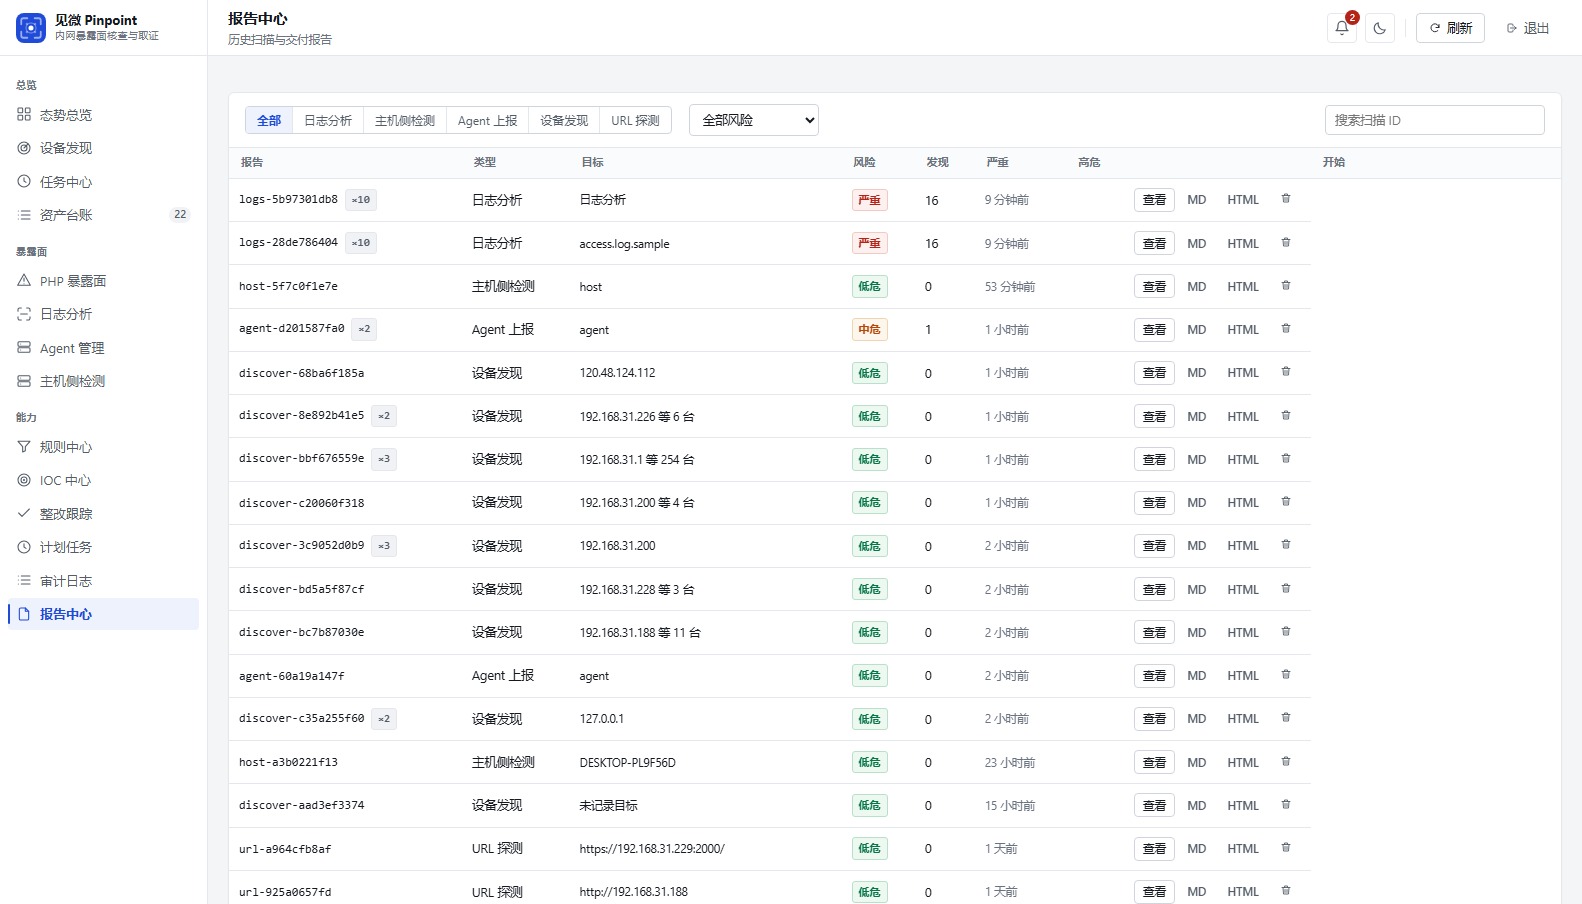 见微 Pinpoint
内网暴露面核查与取证
报告中心
历史扫描与交付报告
2
刷新
退出
总览
态势总览
设备发现
任务中心
资产台账 22
暴露面
PHP 暴露面
日志分析
Agent 管理
主机侧检测
能力
规则中心
IOC 中心
整改跟踪
计划任务
审计日志
报告中心
全部 日志分析 主机侧检测 Agent 上报 设备发现 URL 探测 全部风险 搜索扫描 ID
报告 类型 目标 风险 发现 严重 高危 开始
logs-5b97301db8 ×10 日志分析 日志分析 严重 16 9 分钟前 查看 MD HTML
logs-28de786404 ×10 日志分析 access.log.sample 严重 16 9 分钟前 查看 MD HTML
host-5f7c0f1e7e 主机侧检测 host 低危 0 53 分钟前 查看 MD HTML
agent-d201587fa0 ×2 Agent 上报 agent 中危 1 1 小时前 查看 MD HTML
discover-68ba6f185a 设备发现 120.48.124.112 低危 0 1 小时前 查看 MD HTML
discover-8e892b41e5 ×2 设备发现 192.168.31.226 等 6 台 低危 0 1 小时前 查看 MD HTML
discover-bbf676559e ×3 设备发现 192.168.31.1 等 254 台 低危 0 1 小时前 查看 MD HTML
discover-c20060f318 设备发现 192.168.31.200 等 4 台 低危 0 1 小时前 查看 MD HTML
discover-3c9052d0b9 ×3 设备发现 192.168.31.200 低危 0 2 小时前 查看 MD HTML
discover-bd5a5f87cf 设备发现 192.168.31.228 等 3 台 低危 0 2 小时前 查看 MD HTML
discover-bc7b87030e 设备发现 192.168.31.188 等 11 台 低危 0 2 小时前 查看 MD HTML
agent-60a19a147f Agent 上报 agent 低危 0 2 小时前 查看 MD HTML
discover-c35a255f60 ×2 设备发现 127.0.0.1 低危 0 2 小时前 查看 MD HTML
host-a3b0221f13 主机侧检测 DESKTOP-PL9F56D 低危 0 23 小时前 查看 MD HTML
discover-aad3ef3374 设备发现 未记录目标 低危 0 15 小时前 查看 MD HTML
url-a964cfb8af URL 探测 https://192.168.31.229:2000/ 低危 0 1 天前 查看 MD HTML
url-925a0657fd URL 探测 http://192.168.31.188 低危 0 1 天前 查看 MD HTML